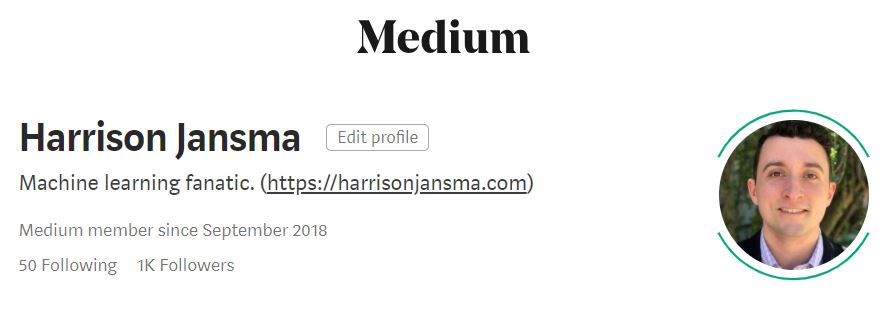 Medium
Harrison Jansma Edit profile
Machine learning fanatic. (https://harrisonjansma.com)
Medium member since September 2018
50 Following 1K Followers